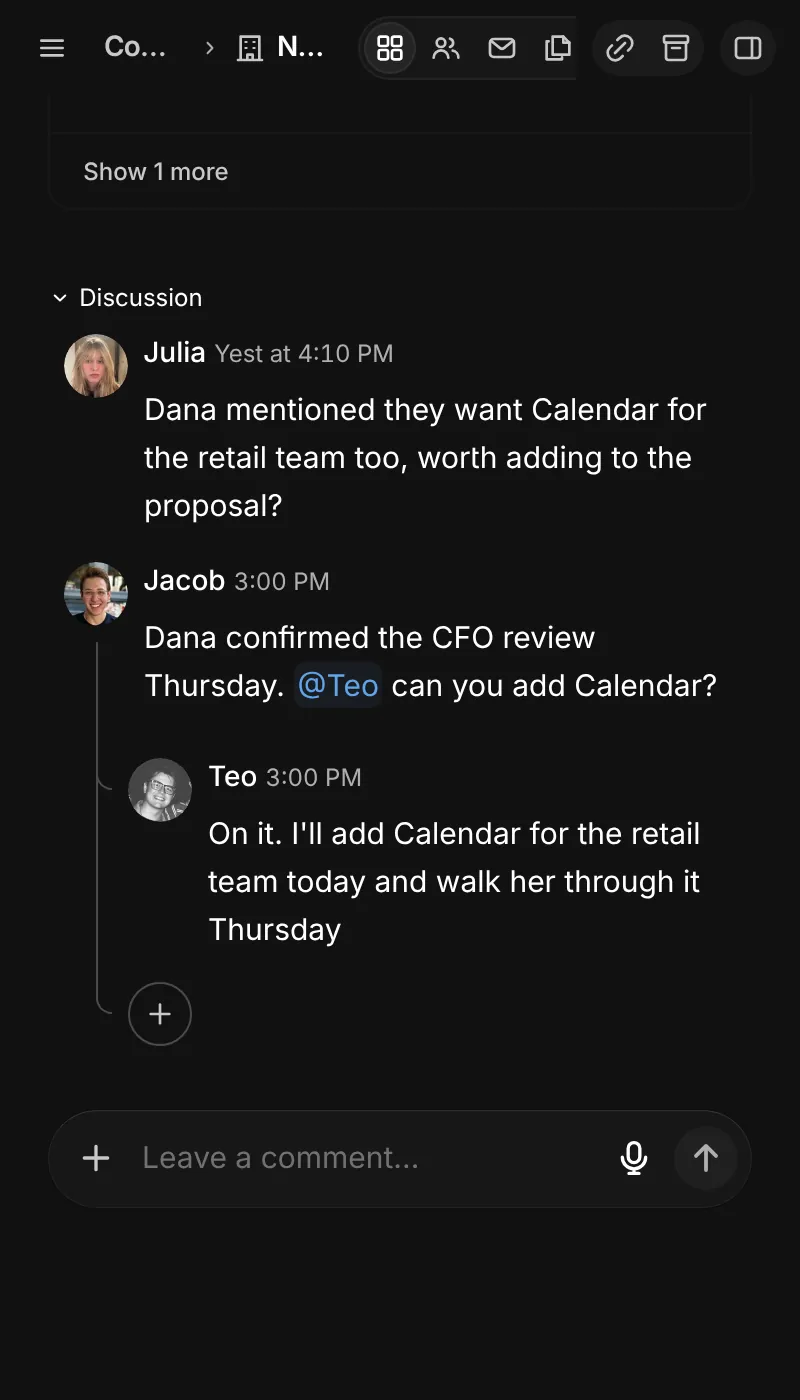 Co...
N...
Show 1 more
Discussion
Julia Yest at 4:10 PM
Dana mentioned they want Calendar for
the retail team too, worth adding to the
proposal?
Jacob 3:00 PM
Dana confirmed the CFO review
Thursday. @Teo can you add Calendar?
Teo 3:00 PM
On it. I'll add Calendar for the retail
team today and walk her through it
Thursday
Leave a comment...